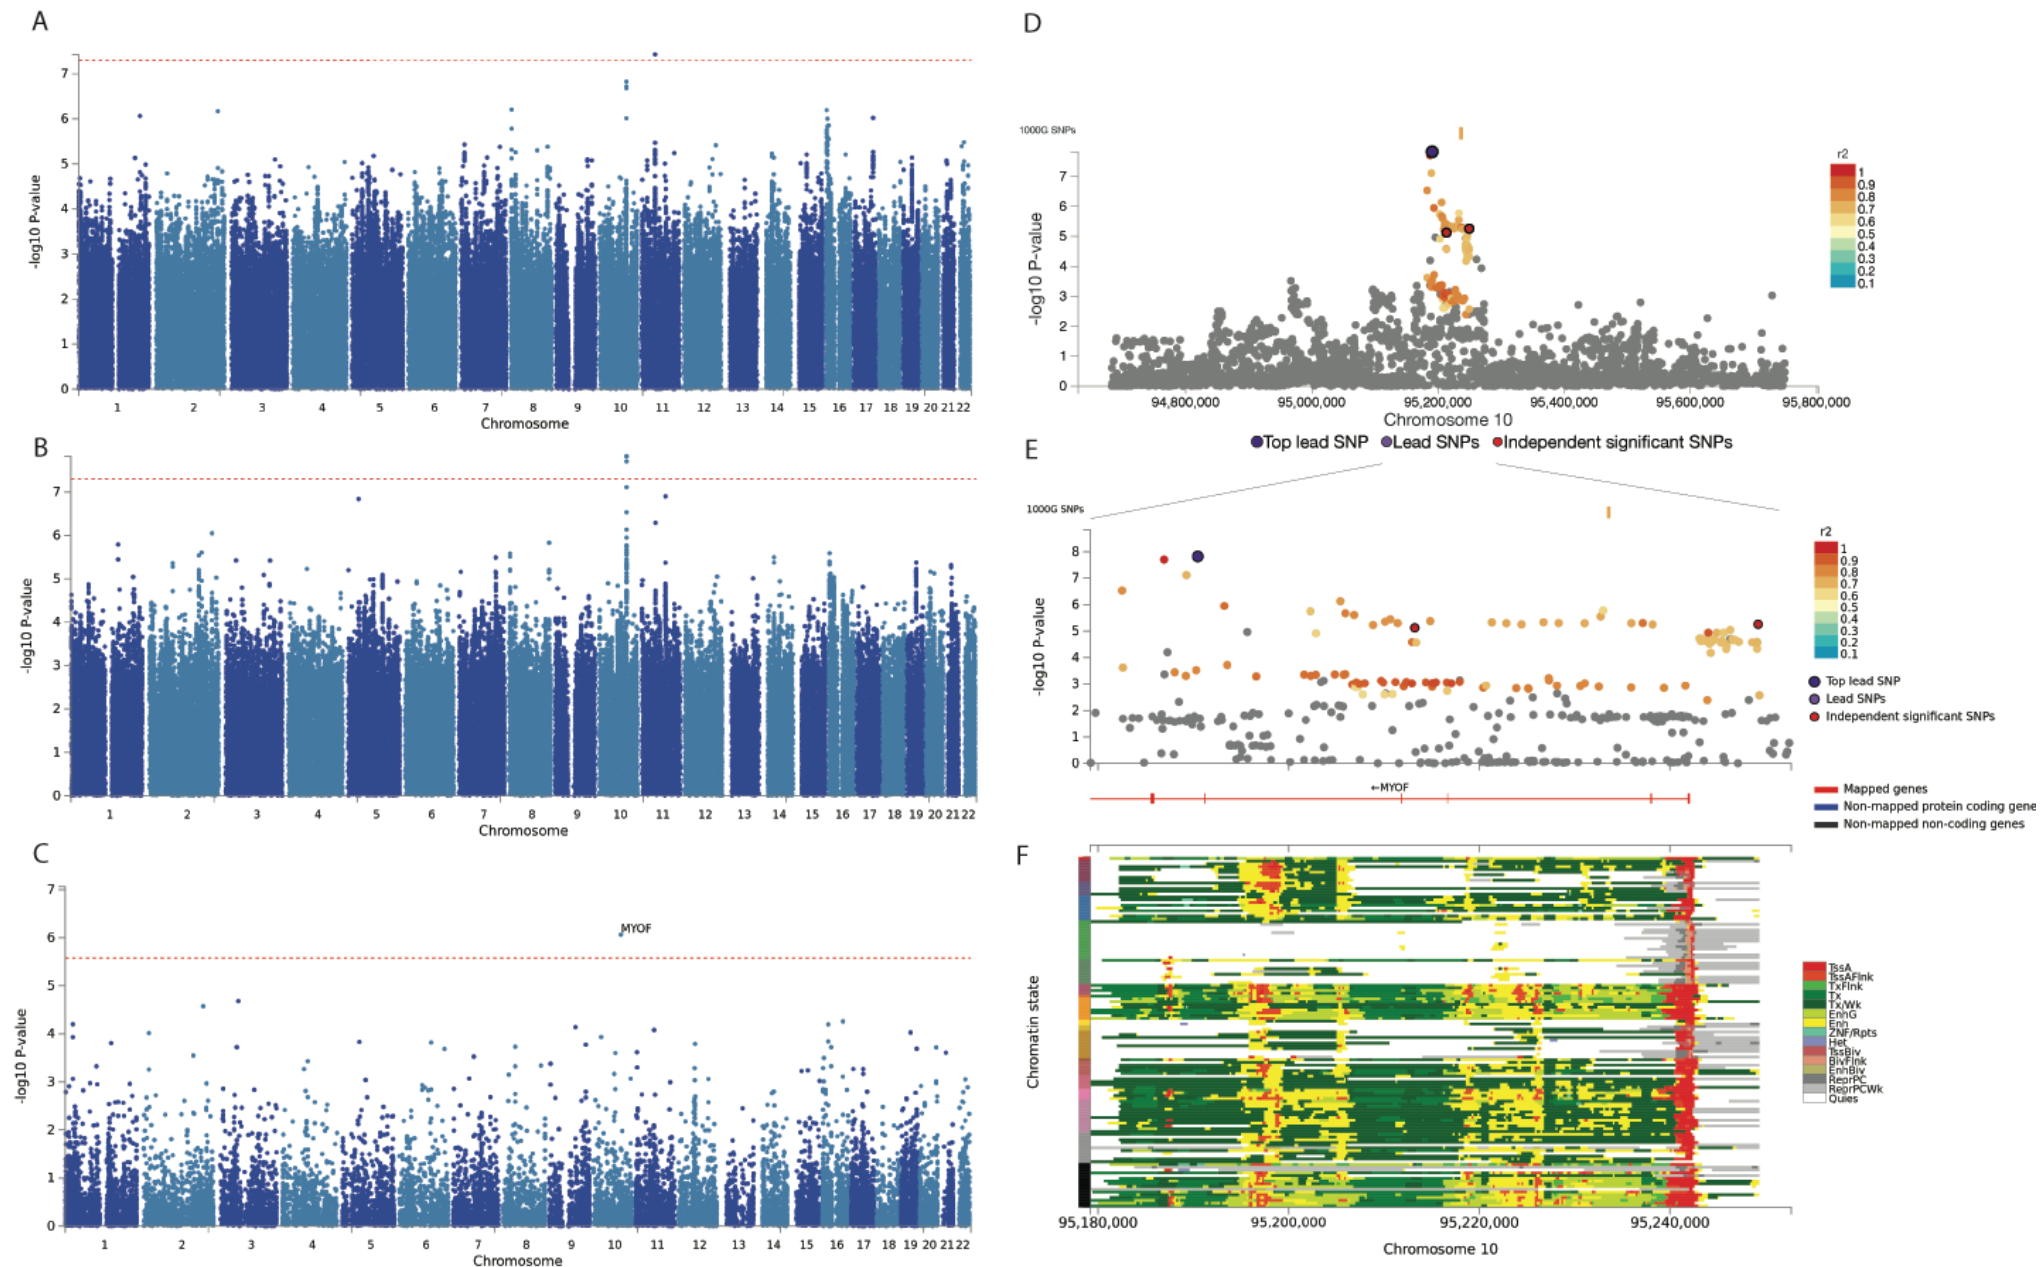 A
-log10 P-value
7
6
5
4
3
2
1
0
1 2 3 4 5 6 7 8 9 10 11 12 13 14 15 16 17 18 19 20 21 22
Chromosome
B
-log10 P-value
7
6
5
4
3
2
1
0
1 2 3 4 5 6 7 8 9 10 11 12 13 14 15 16 17 18 19 20 21 22
Chromosome
C
-log10 P-value
7
6
5
4
3
2
1
0
MYOF
1 2 3 4 5 6 7 8 9 10 11 12 13 14 15 16 17 18 19 20 21 22
Chromosome
D
1000G SNPs
-log10 P-value
7
6
5
4
3
2
1
0
94,800,000 95,000,000 95,200,000 95,400,000 95,600,000 95,800,000
Chromosome 10
r2
1
0.9
0.8
0.7
0.6
0.5
0.4
0.3
0.2
0.1
Top lead SNP Lead SNPs Independent significant SNPs
E
1000G SNPs
-log10 P-value
8
7
6
5
4
3
2
1
0
r2
1
0.9
0.8
0.7
0.6
0.5
0.4
0.3
0.2
0.1
Top lead SNP
Lead SNPs
Independent significant SNPs
←MYOF
Mapped genes
Non-mapped protein coding gene
Non-mapped non-coding genes
F
Chromatin state
TssA
TssAFlnk
TxFlnk
Tx
Tx/Wk
EnhG
Enh
ZNF/Rpts
Het
TssBiv
BivFlnk
EnhBiv
ReprPC
ReprPCWk
Quies
95,180,000 95,200,000 95,220,000 95,240,000
Chromosome 10